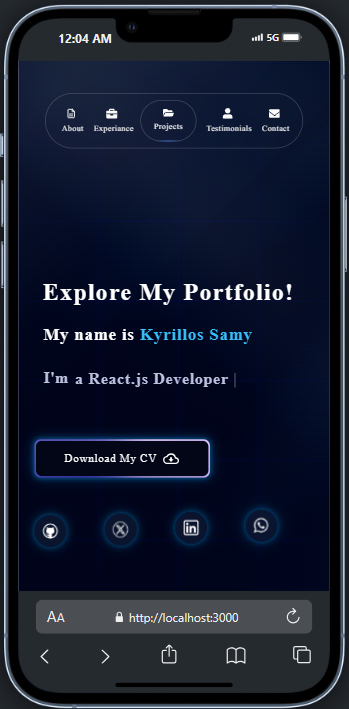 12:04 AM 5G
About Experiance Projects Testimonials Contact
Explore My Portfolio!
My name is Kyrillos Samy
I'm a React.js Developer |
Download My CV
AA http://localhost:3000